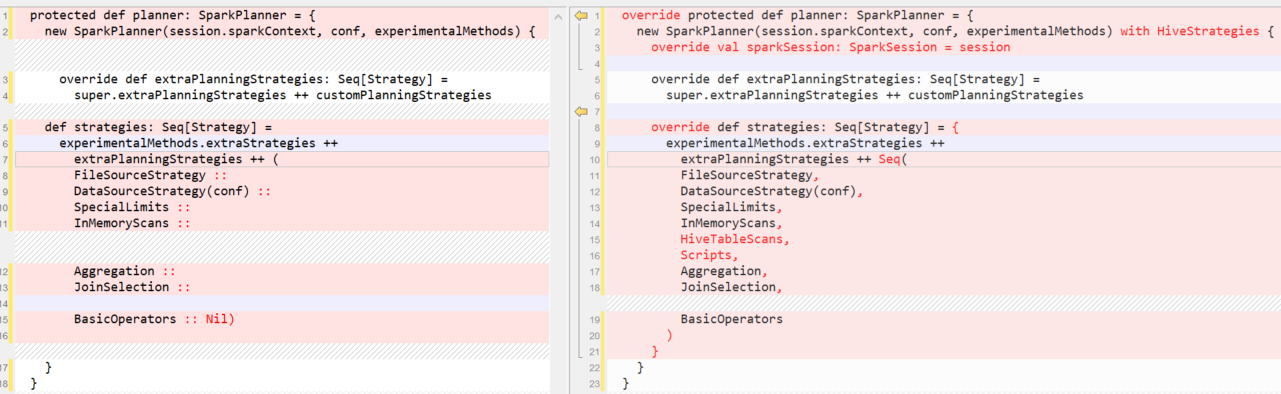 1 protected def planner: SparkPlanner = {
2 new SparkPlanner(session.sparkContext, conf, experimentalMethods) {
3 override def extraPlanningStrategies: Seq[Strategy] =
4 super.extraPlanningStrategies ++ customPlanningStrategies
5 def strategies: Seq[Strategy] =
6 experimentalMethods.extraStrategies ++
7 extraPlanningStrategies ++ (
8 FileSourceStrategy ::
9 DataSourceStrategy(conf) ::
10 SpecialLimits ::
11 InMemoryScans ::
12 Aggregation ::
13 JoinSelection ::
14
15 BasicOperators :: Nil)
16
17 }
18 }
1 override protected def planner: SparkPlanner = {
2 new SparkPlanner(session.sparkContext, conf, experimentalMethods) with HiveStrategies {
3 override val sparkSession: SparkSession = session
4
5 override def extraPlanningStrategies: Seq[Strategy] =
6 super.extraPlanningStrategies ++ customPlanningStrategies
7
8 override def strategies: Seq[Strategy] = {
9 experimentalMethods.extraStrategies ++
10 extraPlanningStrategies ++ Seq(
11 FileSourceStrategy,
12 DataSourceStrategy(conf),
13 SpecialLimits,
14 InMemoryScans,
15 HiveTableScans,
16 Scripts,
17 Aggregation,
18 JoinSelection,
19 BasicOperators
20 )
21 }
22 }
23 }